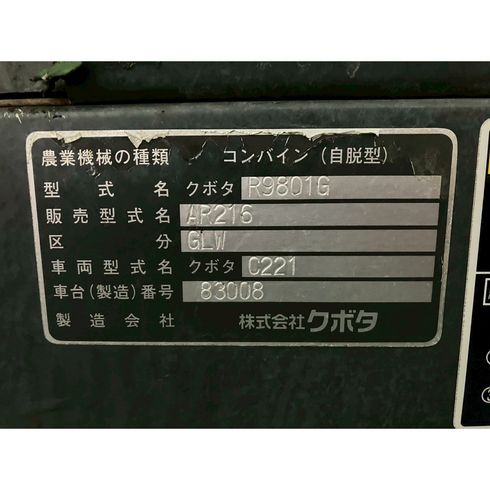 農業機械の種類 コンバイン(自脱型)
型式名 クボタ R9801G
販売型式名 AR216
区分 GLW
車両型式名 クボタ C221
車台(製造)番号 83008
製造会社 株式会社クボタ